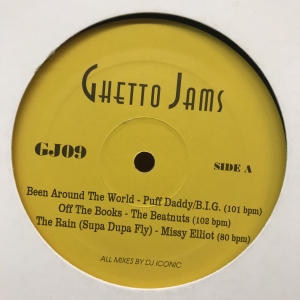 Ghetto Jams
GJ09
SIDE A
Been Around The World - Puff Daddy/B.I.G. (101 bpm)
Off The Books - The Beatnuts (102 bpm)
The Rain (Supa Dupa Fly) - Missy Elliot (80 bpm)
ALL MIXES BY DJ ICONIC